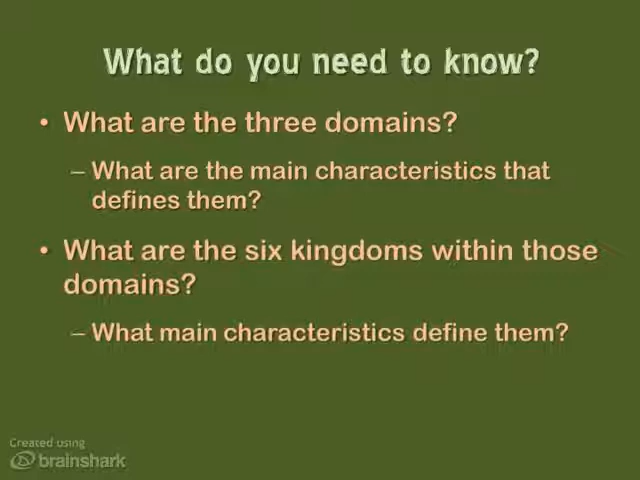 What do you need to know?
• What are the three domains?
– What are the main characteristics that
defines them?
• What are the six kingdoms within those
domains?
– What main characteristics define them?
Created using
brainshark